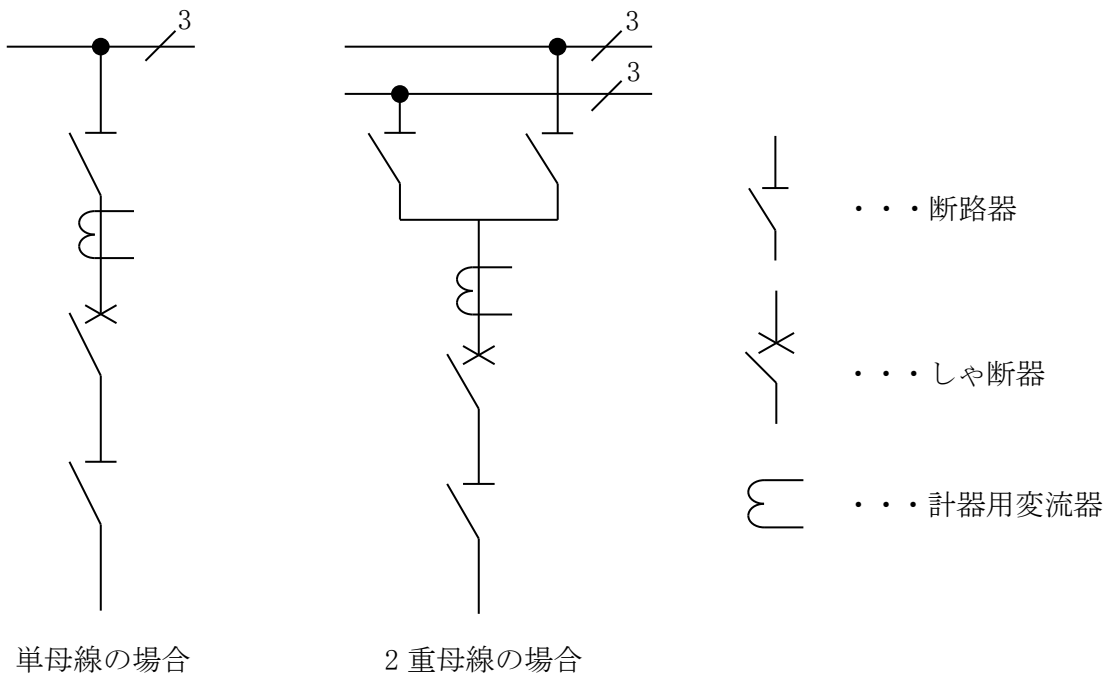 3
3
3
・・・断路器
・・・しゃ断器
・・・計器用変流器
単母線の場合
2 重母線の場合